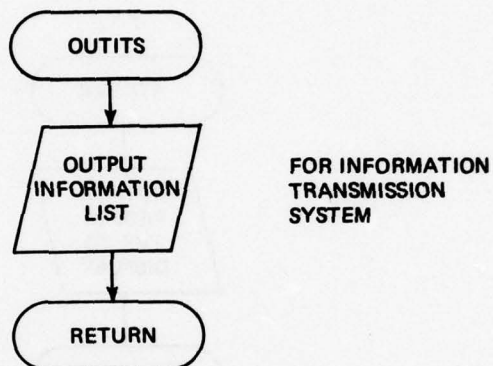 OUTITS
OUTPUT
INFORMATION
LIST
FOR INFORMATION
TRANSMISSION
SYSTEM
RETURN